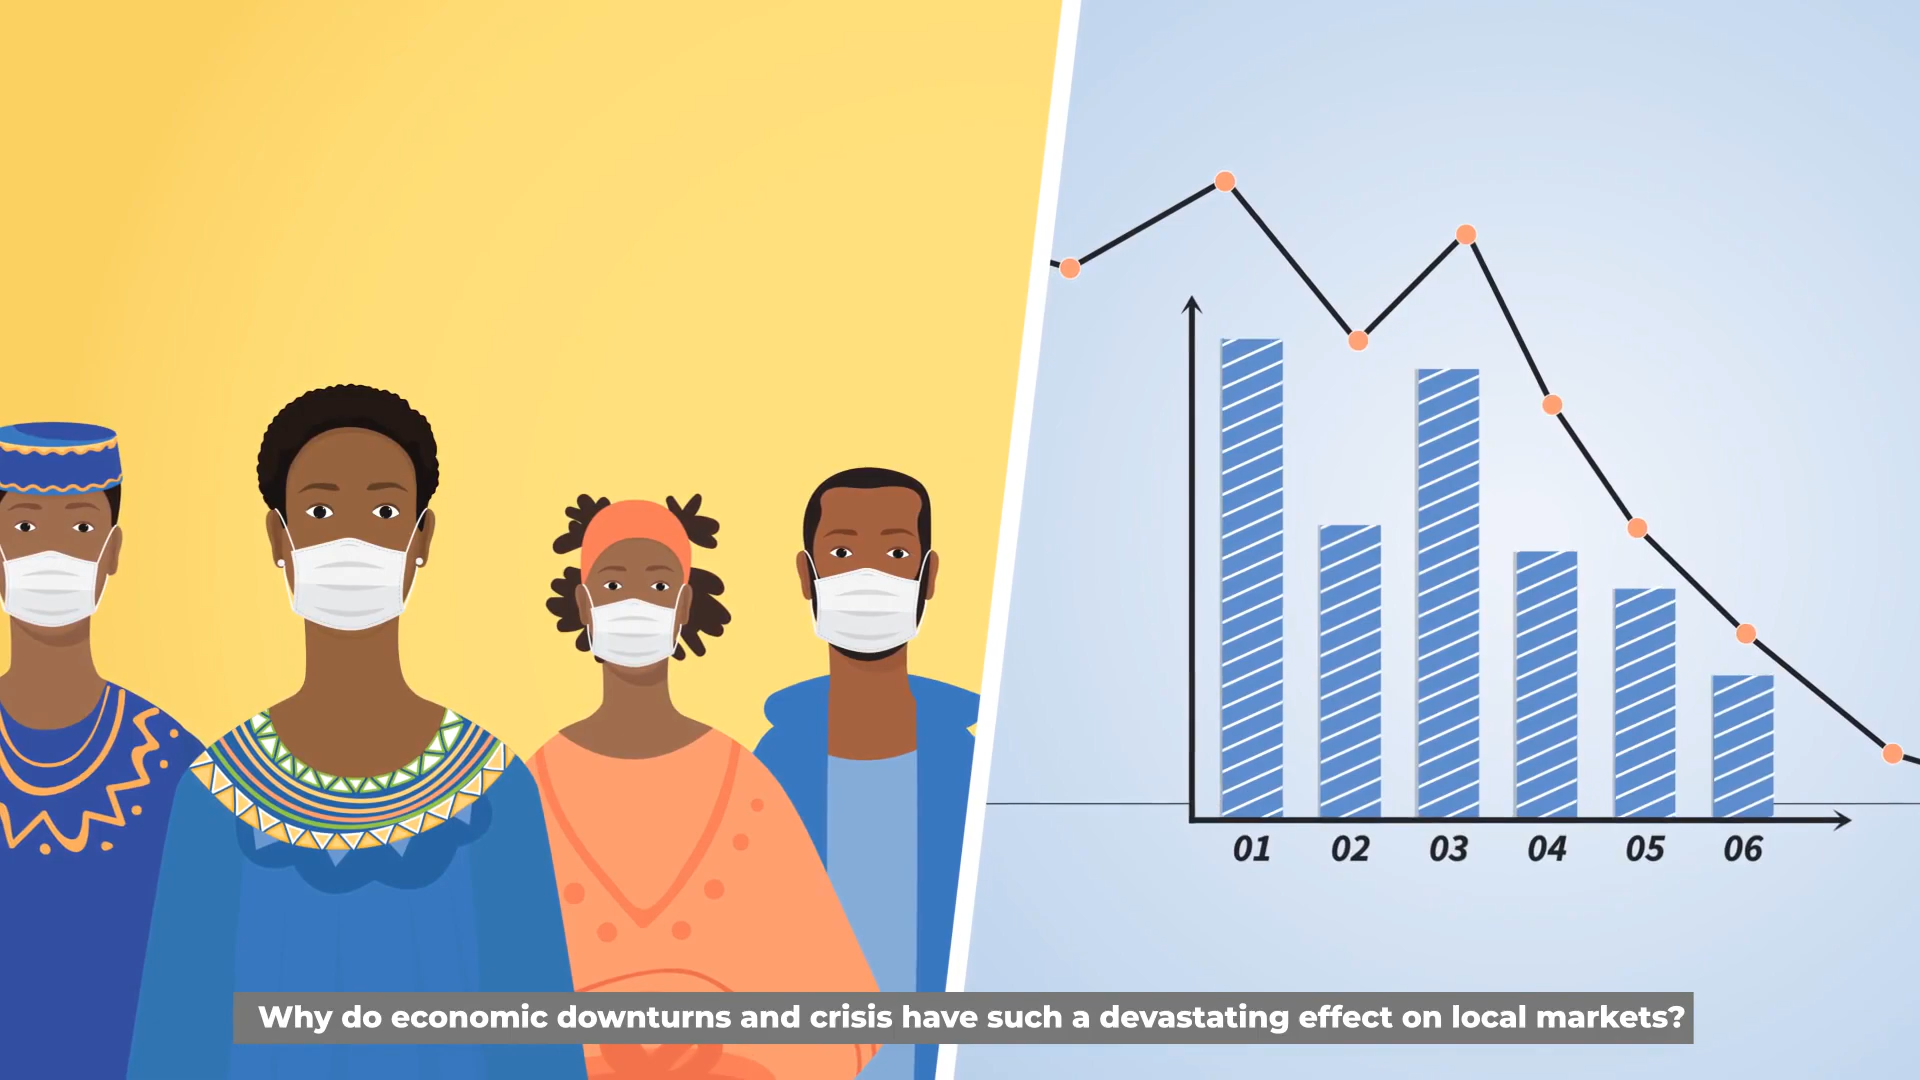 01 02 03 04 05 06
Why do economic downturns and crisis have such a devastating effect on local markets?